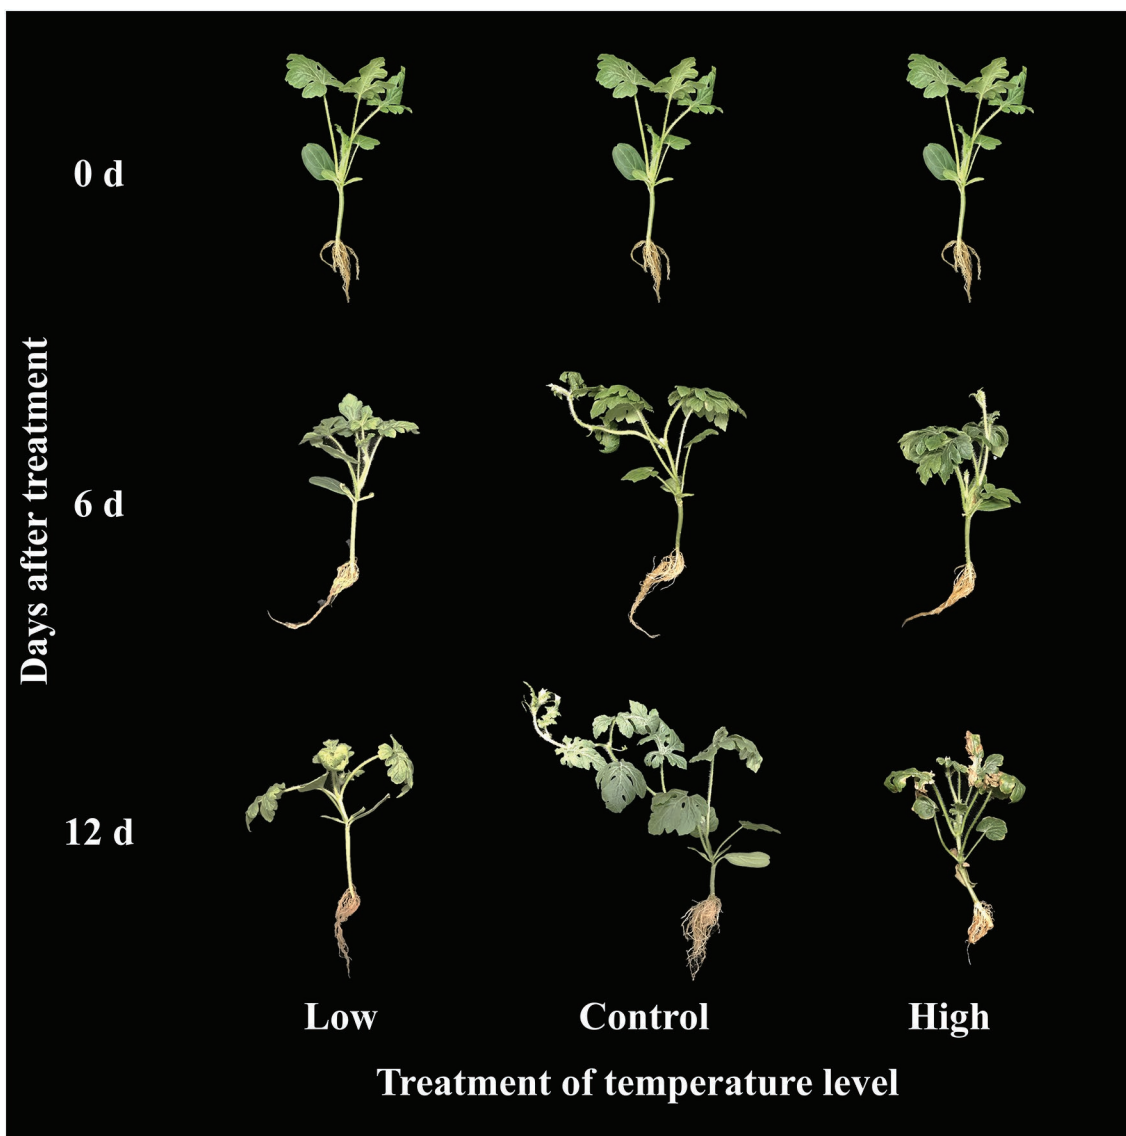 Days after treatment
0 d
6 d
12 d
Low
Control
High
Treatment of temperature level